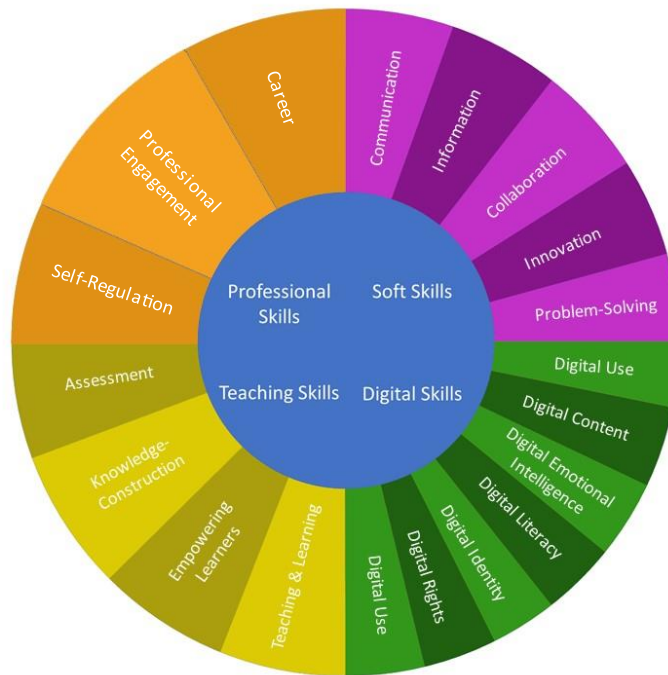 Career
Professional
Engagement
Self-Regulation
Communication
Information
Collaboration
Innovation
Problem-Solving
Professional
Skills
Soft Skills
Teaching Skills
Digital Skills
Digital Use
Digital Content
Digital Emotional
Intelligence
Digital Literacy
Digital Identity
Digital Rights
Digital Use
Teaching & Learning
Empowering
Learners
Knowledge-
Construction
Assessment